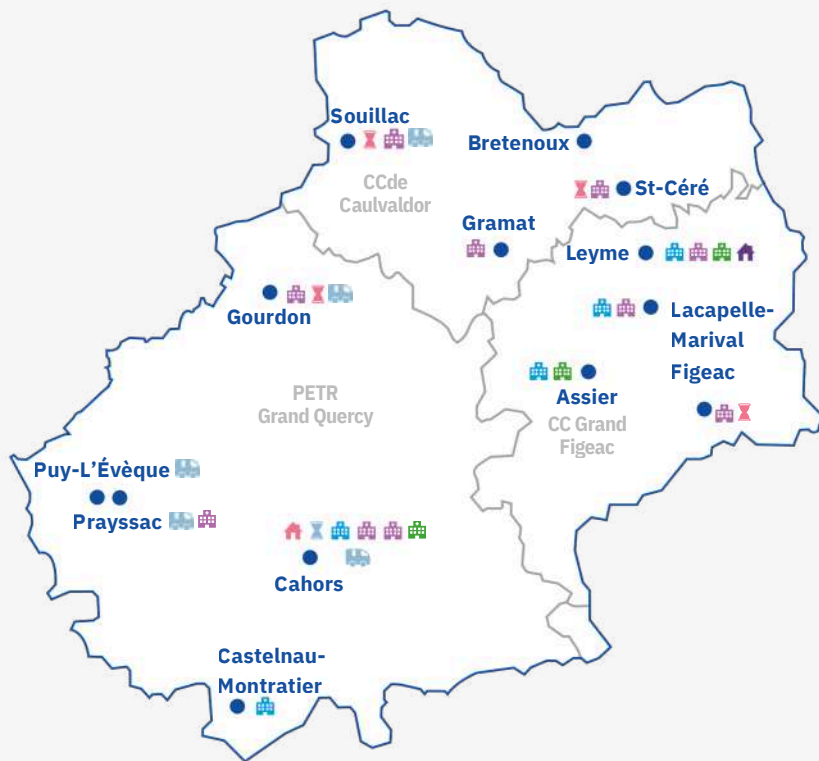 Souillac
Bretenoux
CCde
Caulvaldor
St-Céré
Gramat
Leyme
Gourdon
Lacapelle-
Marival
Figeac
PETR
Grand Quercy
Assier
CC Grand
Figeac
Puy-L'Évèque
Prayssac
Cahors
Castelnau-
Montratier